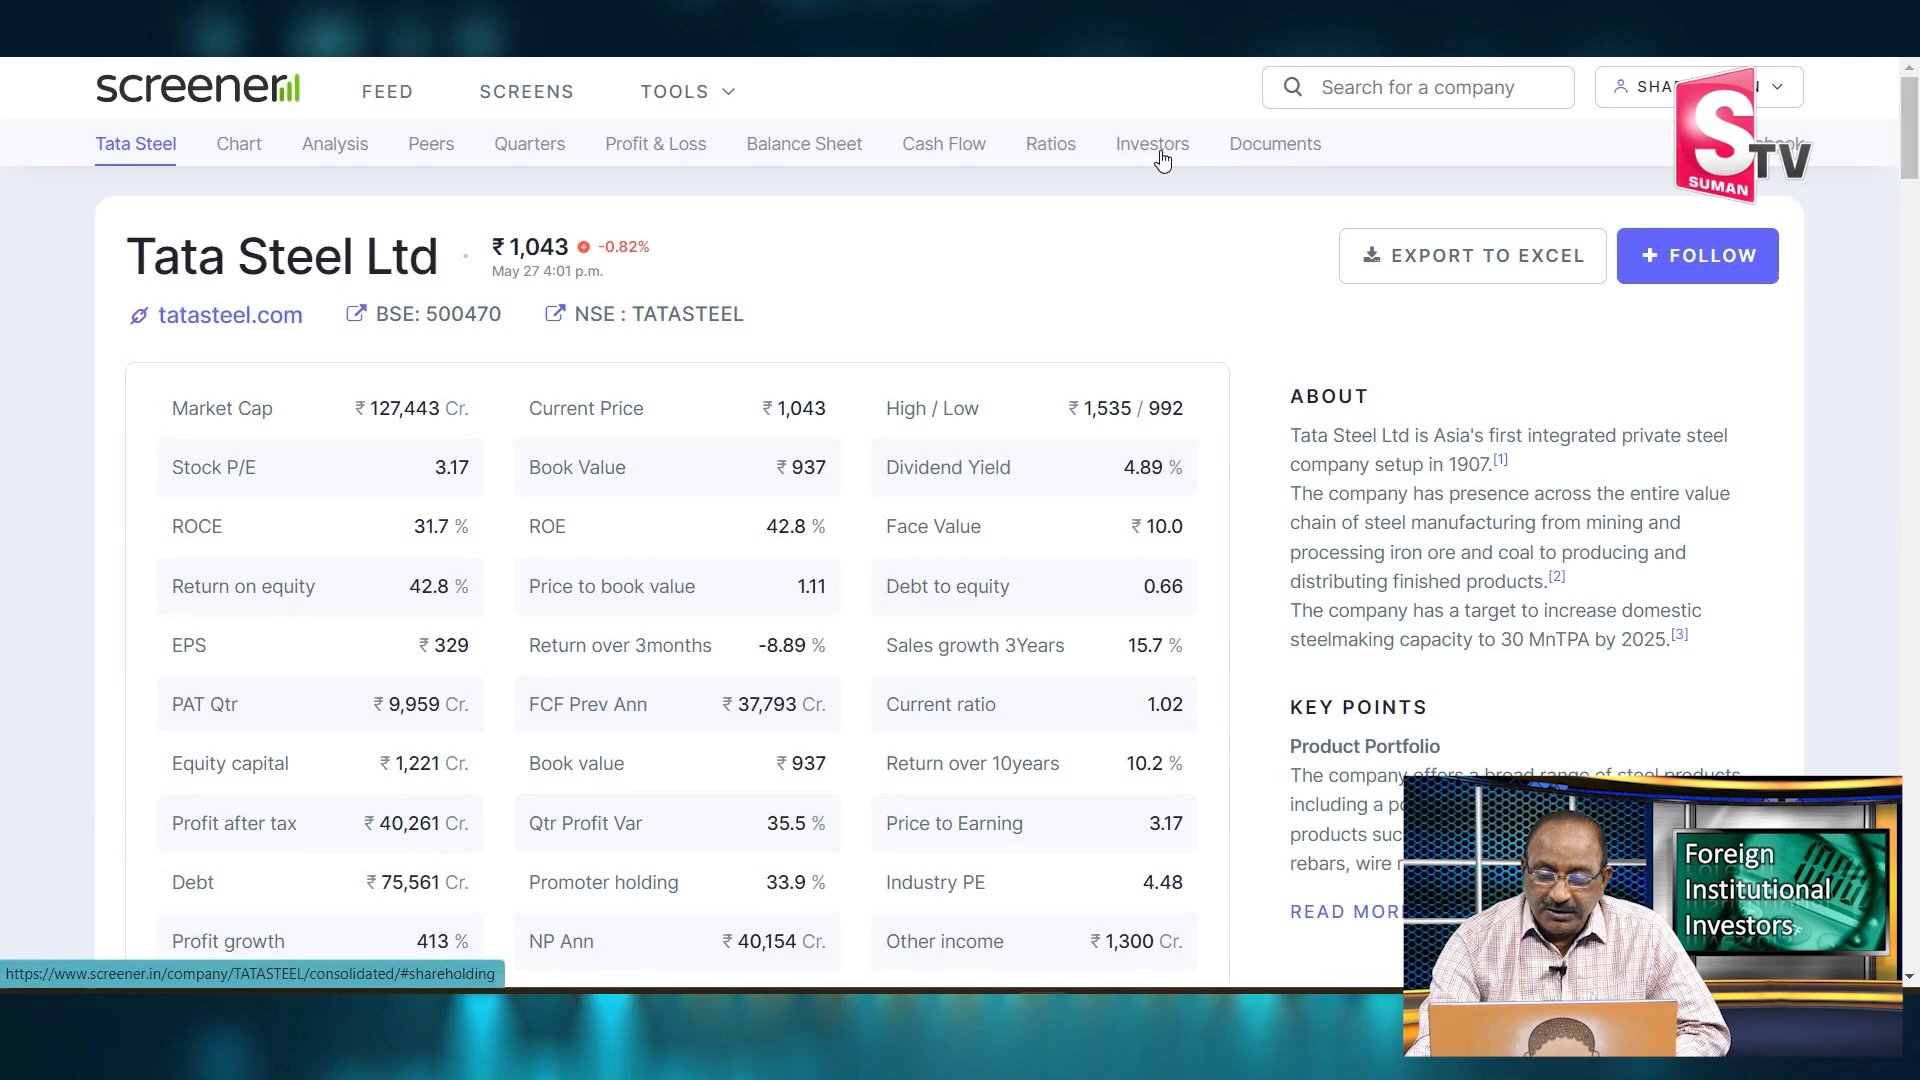 screener
FEED
SCREENS
TOOLS
Search for a company
SUMAN
TV
Tata Steel
Chart
Analysis
Peers
Quarters
Profit & Loss
Balance Sheet
Cash Flow
Ratios
Investors
Documents
Tata Steel Ltd
₹ 1,043
-0.82%
May 27 4:01 p.m.
EXPORT TO EXCEL
+ FOLLOW
tatasteel.com
BSE: 500470
NSE : TATASTEEL
Market Cap ₹ 127,443 Cr.
Current Price ₹ 1,043
High / Low ₹ 1,535 / 992
Stock P/E 3.17
Book Value ₹ 937
Dividend Yield 4.89 %
ROCE 31.7 %
ROE 42.8 %
Face Value ₹ 10.0
Return on equity 42.8 %
Price to book value 1.11
Debt to equity 0.66
EPS ₹ 329
Return over 3months -8.89 %
Sales growth 3Years 15.7 %
PAT Qtr ₹ 9,959 Cr.
FCF Prev Ann ₹ 37,793 Cr.
Current ratio 1.02
Equity capital ₹ 1,221 Cr.
Book value ₹ 937
Return over 10years 10.2 %
Profit after tax ₹ 40,261 Cr.
Qtr Profit Var 35.5 %
Price to Earning 3.17
Debt ₹ 75,561 Cr.
Promoter holding 33.9 %
Industry PE 4.48
Profit growth 413 %
NP Ann ₹ 40,154 Cr.
Other income ₹ 1,300 Cr.
ABOUT
Tata Steel Ltd is Asia's first integrated private steel
company setup in 1907.[1]
The company has presence across the entire value
chain of steel manufacturing from mining and
processing iron ore and coal to producing and
distributing finished products.[2]
The company has a target to increase domestic
steelmaking capacity to 30 MnTPA by 2025.[3]
KEY POINTS
Product Portfolio
The company offers a broad range of steel products
including a
products
rebars, wire
READ MORE
Foreign
Institutional
Investors
https://www.screener.in/company/TATASTEEL/consolidated/#shareholding